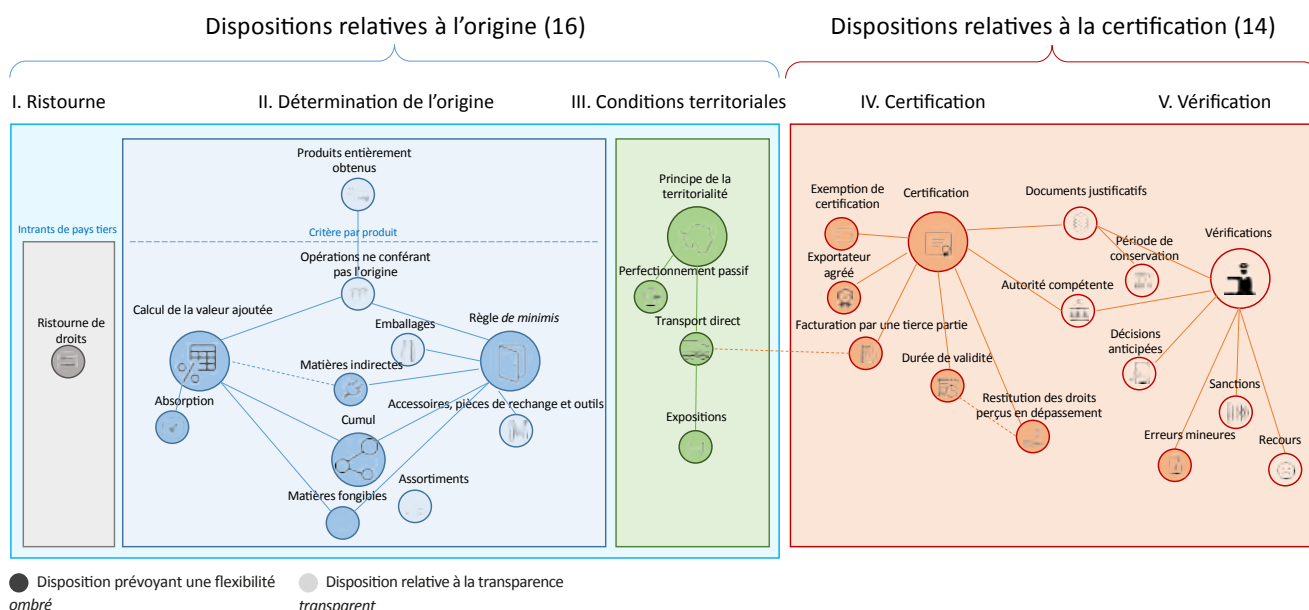 Dispositions relatives à l’origine (16)
Dispositions relatives à la certification (14)
I. Ristourne
II. Détermination de l’origine
III. Conditions territoriales
IV. Certification
V. Vérification
Intrants de pays tiers
Ristourne de
droits
Produits entièrement
obtenus
Critère par produit
Opérations ne conférant
pas l'origine
Calcul de la valeur ajoutée
Emballages
Règle de minimis
Matières indirectes
Absorption
Accessoires, pièces de rechange et outils
Cumul
Assortiments
Matières fongibles
Principe de la
territorialité
Perfectionnement passif
Transport direct
Expositions
Exemption de
certification
Certification
Documents justificatifs
Exportateur
agréé
Période de
conservation
Vérifications
Autorité compétente
Facturation par une tierce partie
Durée de validité
Décisions
anticipées
Restitution des droits
perçus en dépassement
Sanctions
Erreurs mineures
Recours
Disposition prévoyant une flexibilité
ombré
Disposition relative à la transparence
transparent